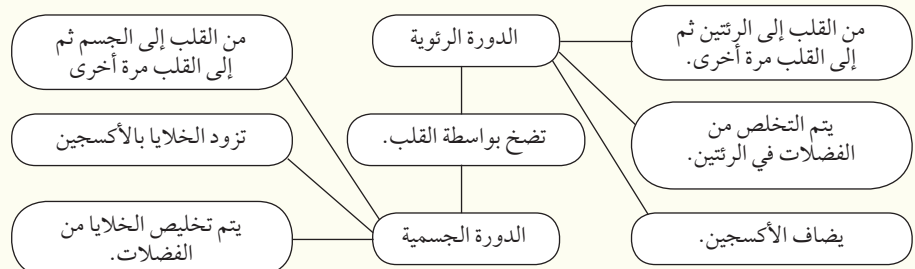 من القلب إلى الرئتين ثم
إلى القلب مرة أخرى.
الدورة الرئوية
من القلب إلى الجسم ثم
إلى القلب مرة أخرى
يتم التخلص من
الفضلات في الرئتين.
تضخ بواسطة القلب.
تزود الخلايا بالأكسجين
يضاف الأكسجين.
الدورة الجسمية
يتم تخليص الخلايا من
الفضلات.